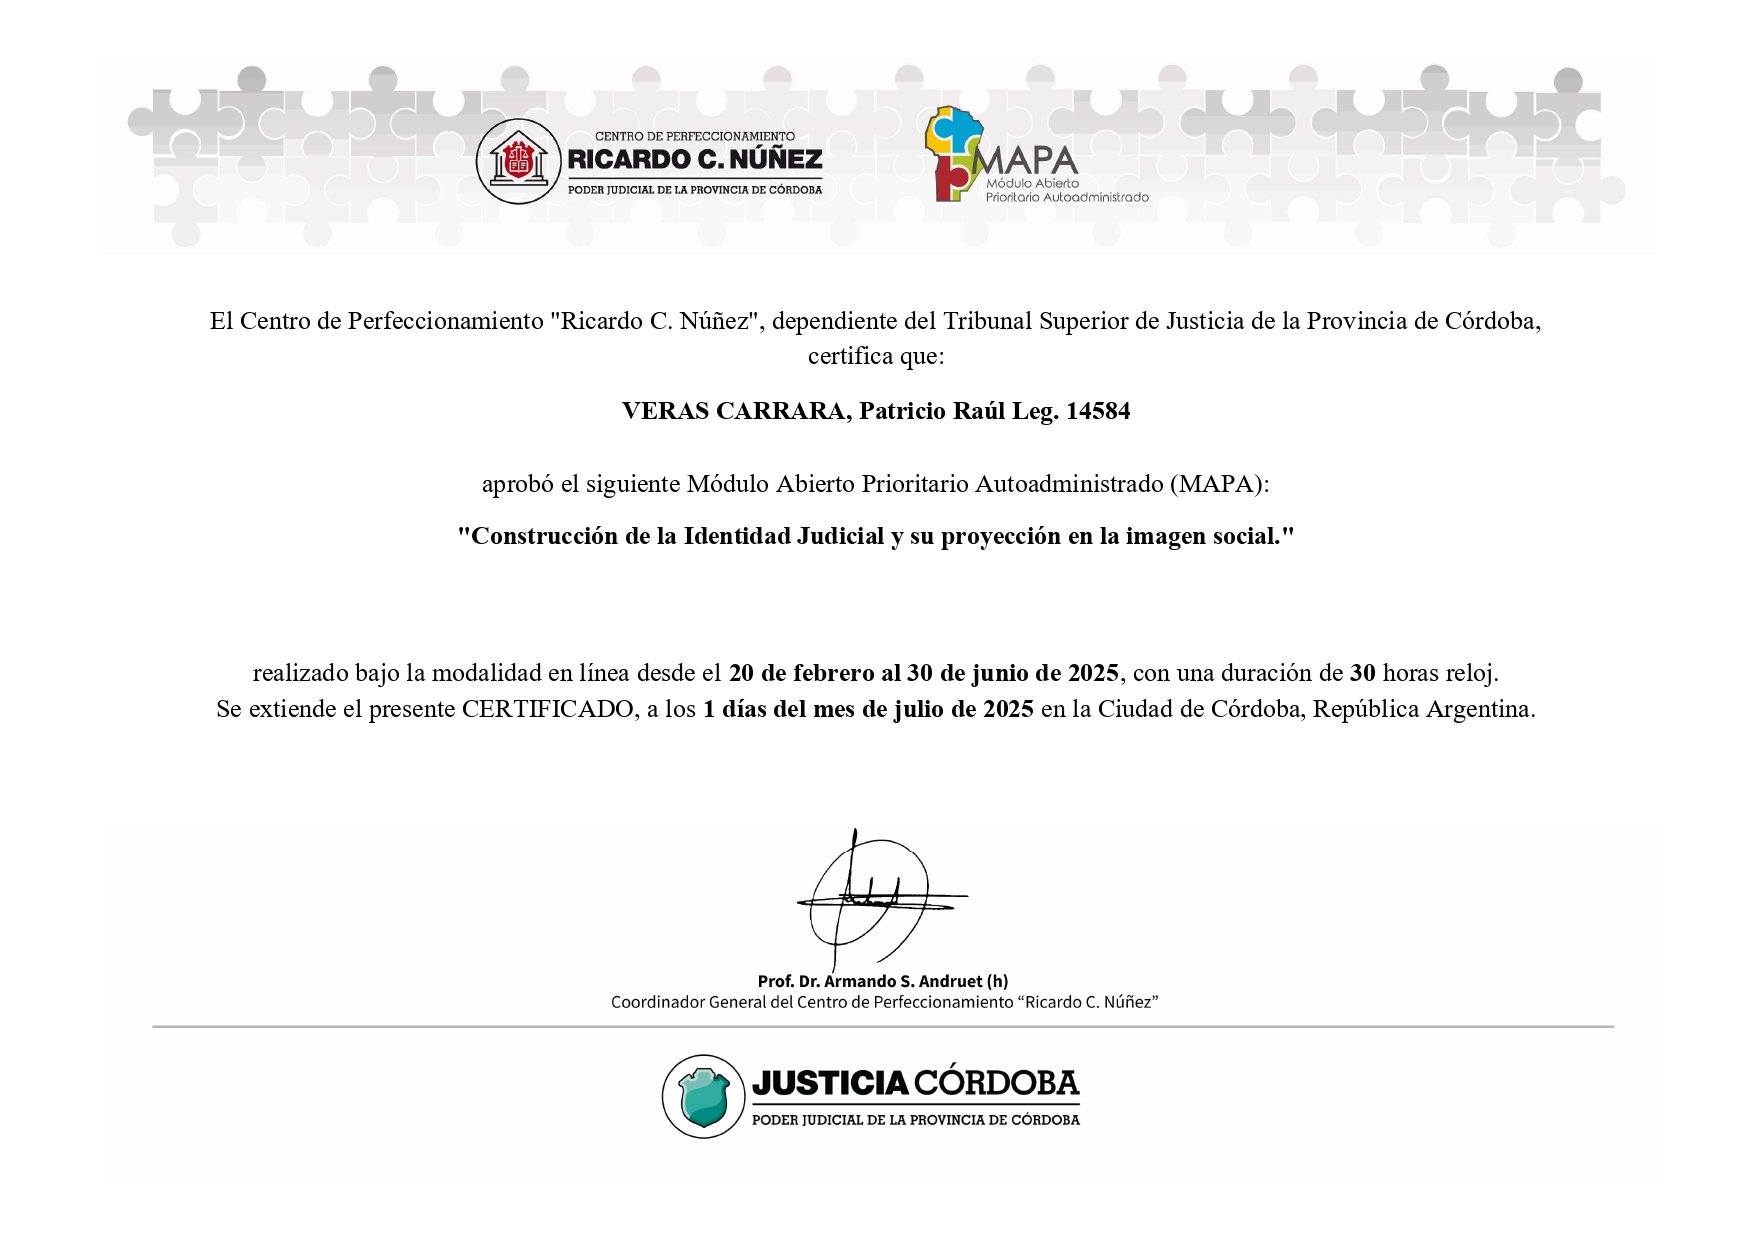 CENTRO DE PERFECCIONAMIENTO
RICARDO C. NÚÑEZ
PODER JUDICIAL DE LA PROVINCIA DE CÓRDOBA
MAPA
Módulo Abierto
Prioritario Autoadministrado
El Centro de Perfeccionamiento "Ricardo C. Núñez", dependiente del Tribunal Superior de Justicia de la Provincia de Córdoba,
certifica que:
VERAS CARRARA, Patricio Raúl Leg. 14584
aprobó el siguiente Módulo Abierto Prioritario Autoadministrado (MAPA):
"Construcción de la Identidad Judicial y su proyección en la imagen social."
realizado bajo la modalidad en línea desde el 20 de febrero al 30 de junio de 2025, con una duración de 30 horas reloj.
Se extiende el presente CERTIFICADO, a los 1 días del mes de julio de 2025 en la Ciudad de Córdoba, República Argentina.
Prof. Dr. Armando S. Andruet (h)
Coordinador General del Centro de Perfeccionamiento “Ricardo C. Núñez”
JUSTICIA CÓRDOBA
PODER JUDICIAL DE LA PROVINCIA DE CÓRDOBA